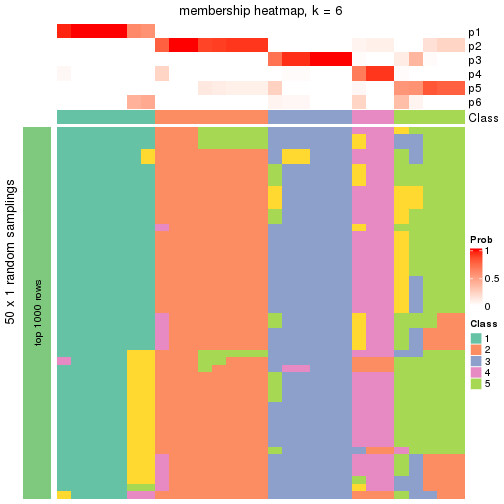 membership heatmap, k = 6
p1
p2
p3
p4
p5
p6
Class
50 x 1 random samplings
top 1000 rows
Prob
1
0.5
0
Class
1
2
3
4
5